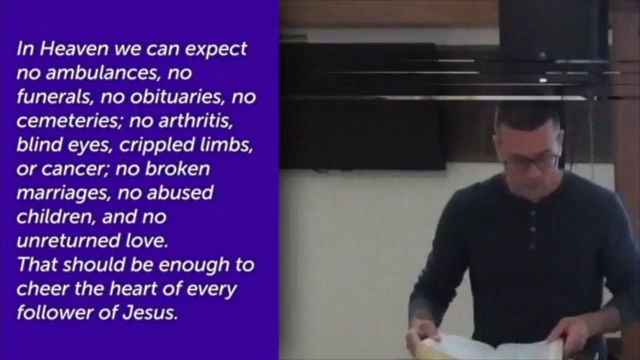 In Heaven we can expect
no ambulances, no
funerals, no obituaries, no
cemeteries; no arthritis,
blind eyes, crippled limbs,
or cancer; no broken
marriages, no abused
children, and no
unreturned love.
That should be enough to
cheer the heart of every
follower of Jesus.